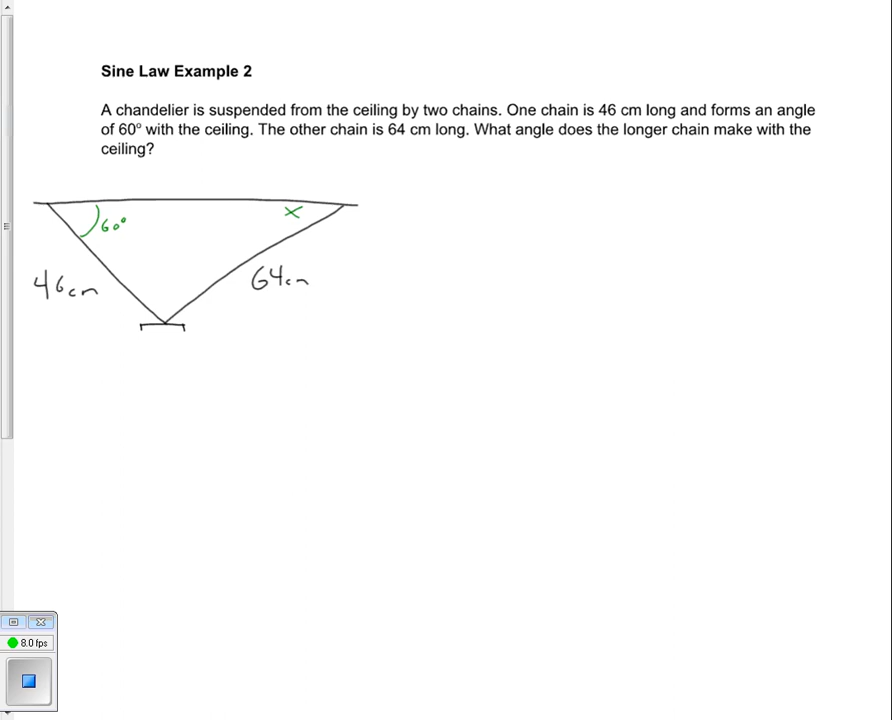 Sine Law Example 2
A chandelier is suspended from the ceiling by two chains. One chain is 46 cm long and forms an angle
of 60° with the ceiling. The other chain is 64 cm long. What angle does the longer chain make with the
ceiling?
60°
x
46cm
64cm
8.0 fps